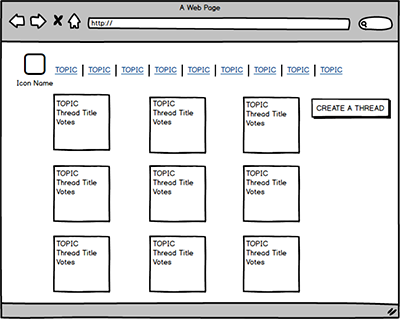 A Web Page
http://
TOPIC | TOPIC | TOPIC | TOPIC | TOPIC | TOPIC | TOPIC | TOPIC | TOPIC
Icon Name
TOPIC
Thread Title
Votes
TOPIC
Thread Title
Votes
TOPIC
Thread Title
Votes
CREATE A THREAD
TOPIC
Thread Title
Votes
TOPIC
Thread Title
Votes
TOPIC
Thread Title
Votes
TOPIC
Thread Title
Votes
TOPIC
Thread Title
Votes
TOPIC
Thread Title
Votes